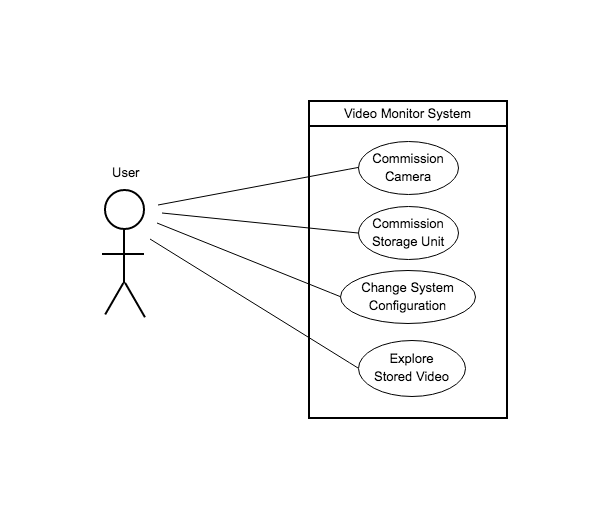 Video Monitor System
Commission
Camera
User
Commission
Storage Unit
Change System
Configuration
Explore
Stored Video